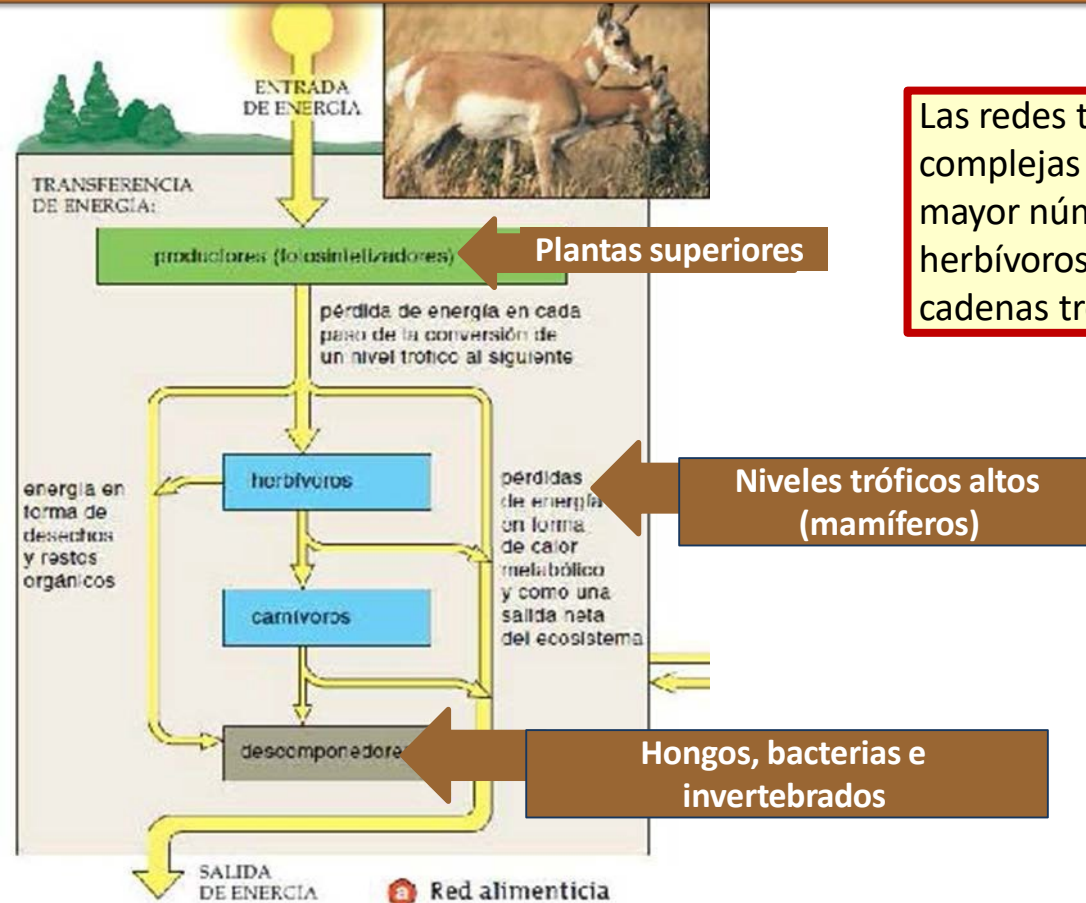 ENTRADA
DE ENERGÍA
TRANSFERENCIA
DE ENERGÍA:
productores (fotosintetizadores)
Plantas superiores
pérdida de energía en cada
paso de la conversión de
un nivel trófico al siguiente
Las redes
complejas
mayor
herbívoros
cadenas
herbívoros
energía en
forma de
desechos
y restos
orgánicos
pérdidas
de energía
en forma
de calor
metabólico
y como una
salida neta
del ecosistema
Niveles tróficos altos
(mamíferos)
carnívoros
descomponedores
Hongos, bacterias e
invertebrados
SALIDA
DE ENERGÍA
a Red alimenticia